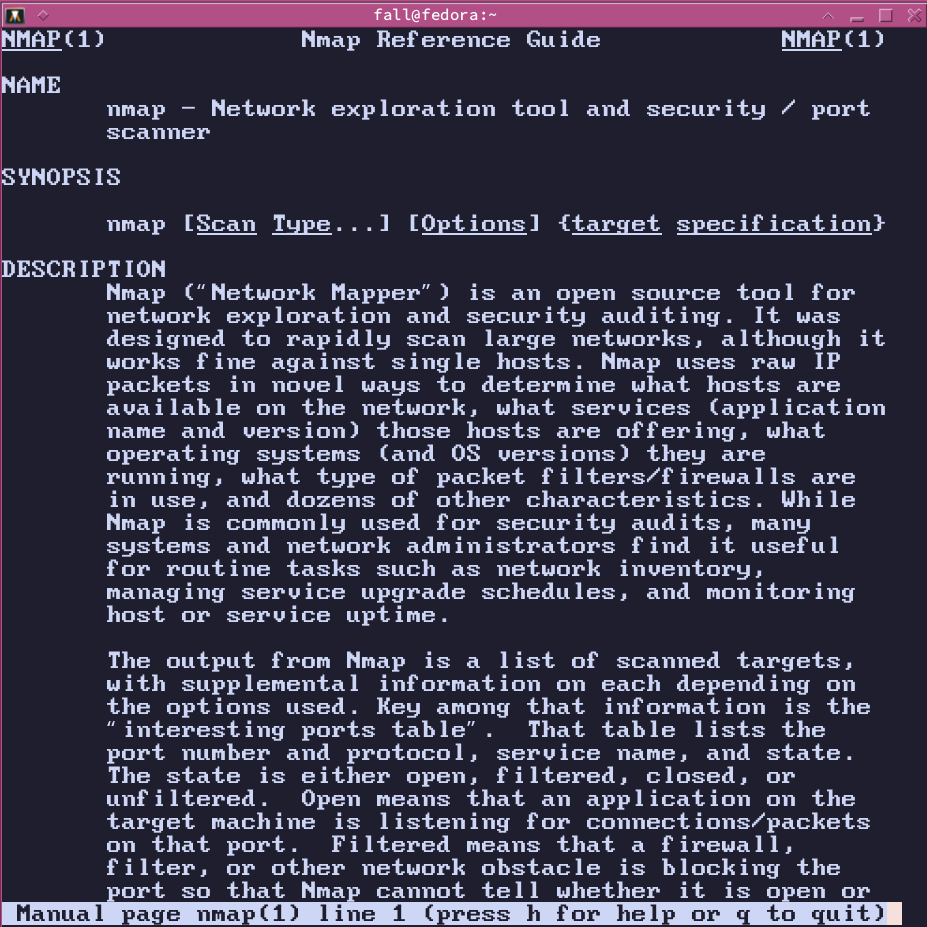 fall@fedora:~
NMAP(1) Nmap Reference Guide NMAP(1)
NAME
nmap - Network exploration tool and security / port
scanner
SYNOPSIS
nmap [Scan Type...] [Options] {target specification}
DESCRIPTION
Nmap (“Network Mapper”) is an open source tool for
network exploration and security auditing. It was
designed to rapidly scan large networks, although it
works fine against single hosts. Nmap uses raw IP
packets in novel ways to determine what hosts are
available on the network, what services (application
name and version) those hosts are offering, what
operating systems (and OS versions) they are
running, what type of packet filters/firewalls are
in use, and dozens of other characteristics. While
Nmap is commonly used for security audits, many
systems and network administrators find it useful
for routine tasks such as network inventory,
managing service upgrade schedules, and monitoring
host or service uptime.
The output from Nmap is a list of scanned targets,
with supplemental information on each depending on
the options used. Key among that information is the
“interesting ports table”.  That table lists the
port number and protocol, service name, and state.
The state is either open, filtered, closed, or
unfiltered.  Open means that an application on the
target machine is listening for connections/packets
on that port.  Filtered means that a firewall,
filter, or other network obstacle is blocking the
port so that Nmap cannot tell whether it is open or
Manual page nmap(1) line 1 (press h for help or q to quit)